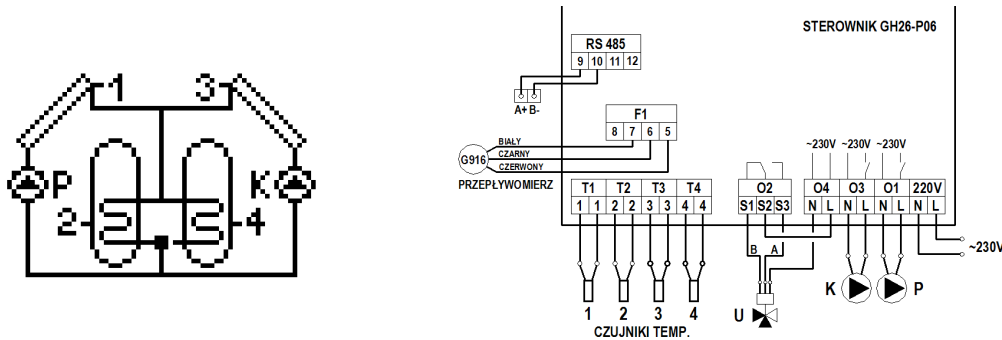 1 3
P K
2 4
STEROWNIK GH26-P06
RS 485
9 10 11 12
A+ B-
F1
8 7 6 5
BIAŁY
CZARNY
CZERWONY
G916
PRZEPŁYWOMIERZ
~230V ~230V ~230V
T1 T2 T3 T4 O2 O4 O3 O1 220V
1 1 2 2 3 3 4 4 S1 S2 S3 N L N L N L N L
B A
~230V
K P
1 2 3 4 U
CZUJNIKI TEMP.